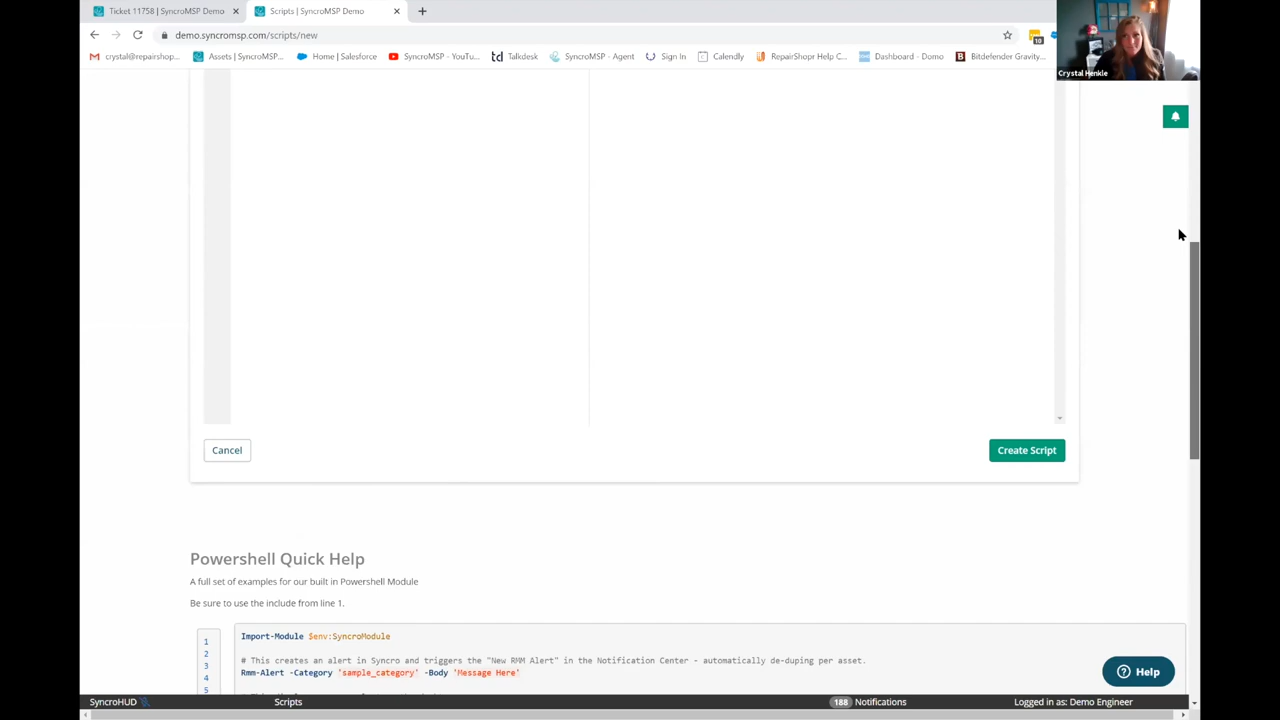 Ticket 11758 | SyncroMSP Demo
Scripts | SyncroMSP Demo
demo.syncromsp.com/scripts/new
10
crystal@repairshop...
Assets | SyncroMSP...
Home | Salesforce
SyncroMSP - YouTu...
Talkdesk
SyncroMSP - Agent
Sign In
Calendly
RepairShopr Help C...
Dashboard - Domo
Bitdefender Gravity...
Crystal Henkle
Cancel
Create Script
Powershell Quick Help
A full set of examples for our built in Powershell Module
Be sure to use the include from line 1.
1 Import-Module $env:SyncroModule
2
3 # This creates an alert in Syncro and triggers the "New RMM Alert" in the Notification Center - automatically de-duping per asset.
4 Rmm-Alert -Category 'sample_category' -Body 'Message Here'
5
Help
SyncroHUD
Scripts
188 Notifications
Logged in as: Demo Engineer